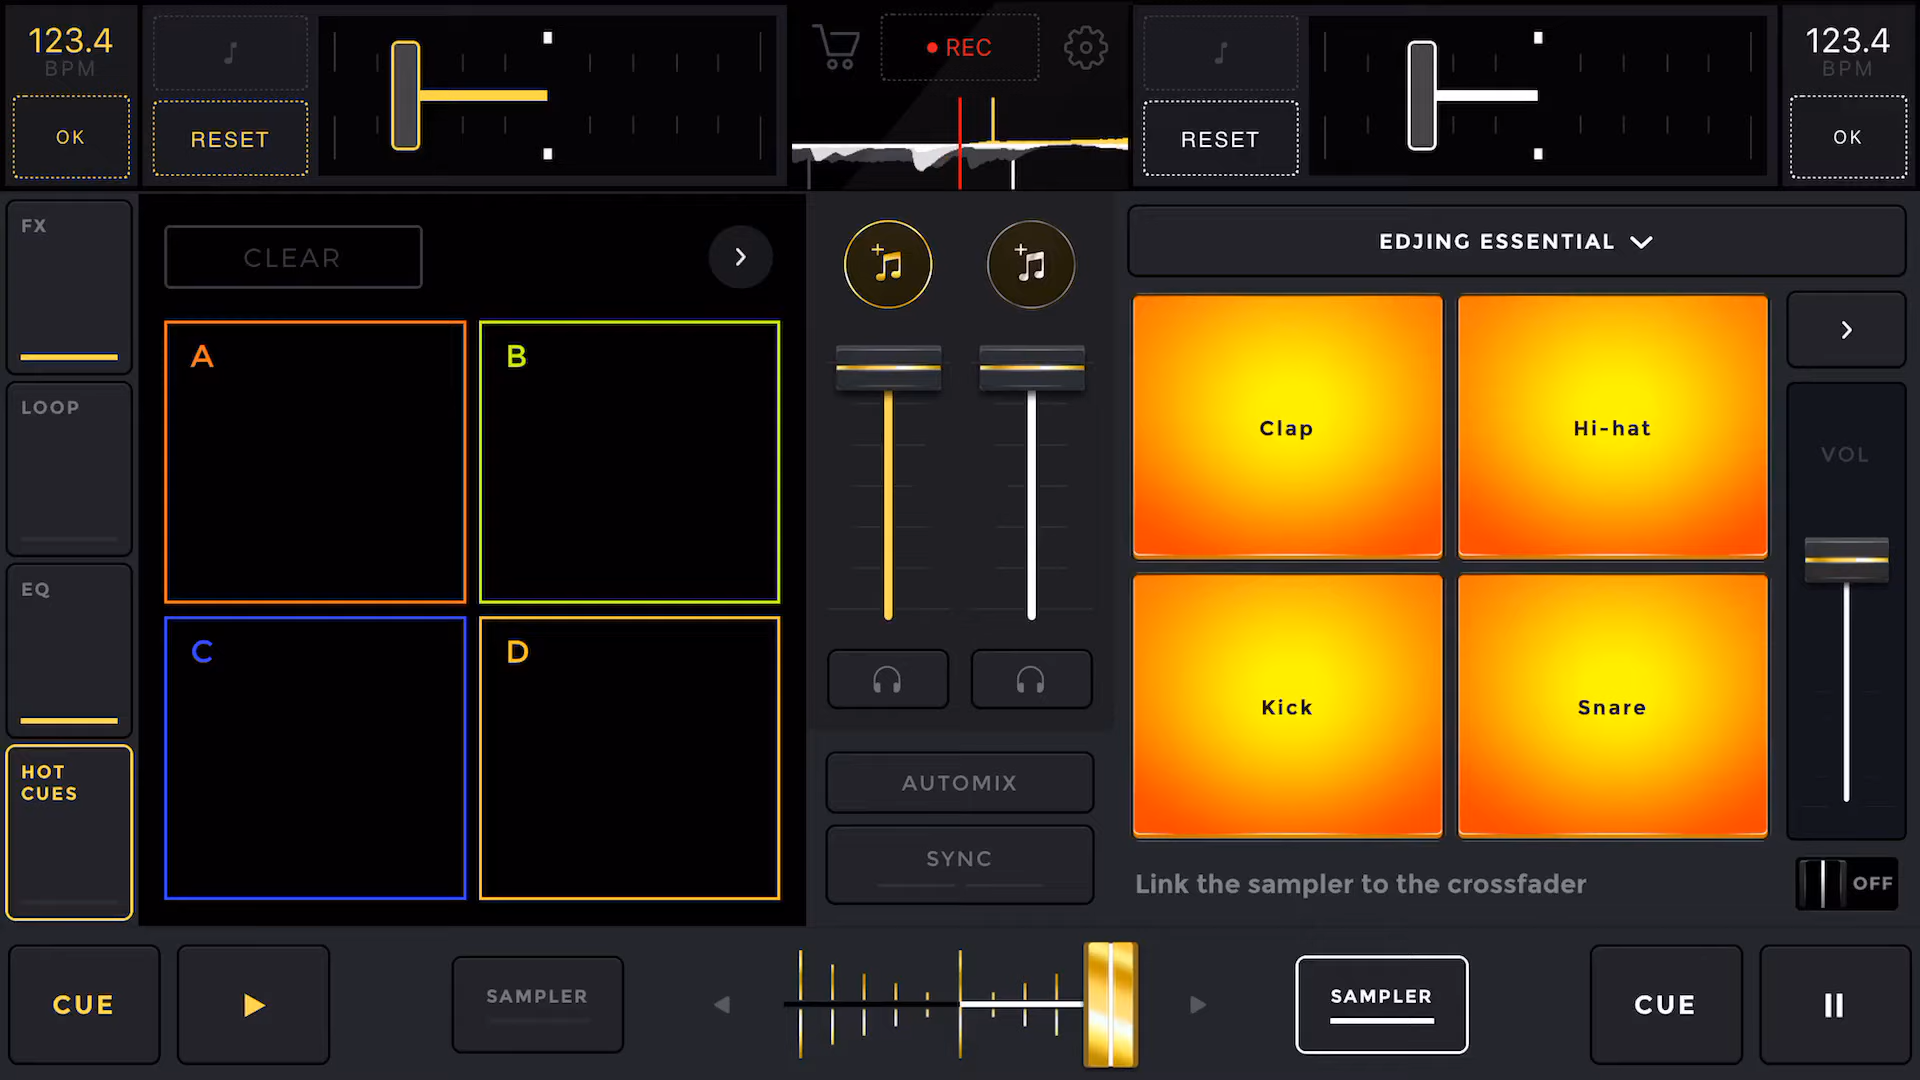 123.4
BPM
OK
RESET
REC
RESET
123.4
BPM
OK
FX
LOOP
EQ
HOT
CUES
CLEAR
A
B
C
D
AUTOMIX
SYNC
EDJING ESSENTIAL
Clap
Hi-hat
Kick
Snare
VOL
Link the sampler to the crossfader
OFF
CUE
SAMPLER
SAMPLER
CUE